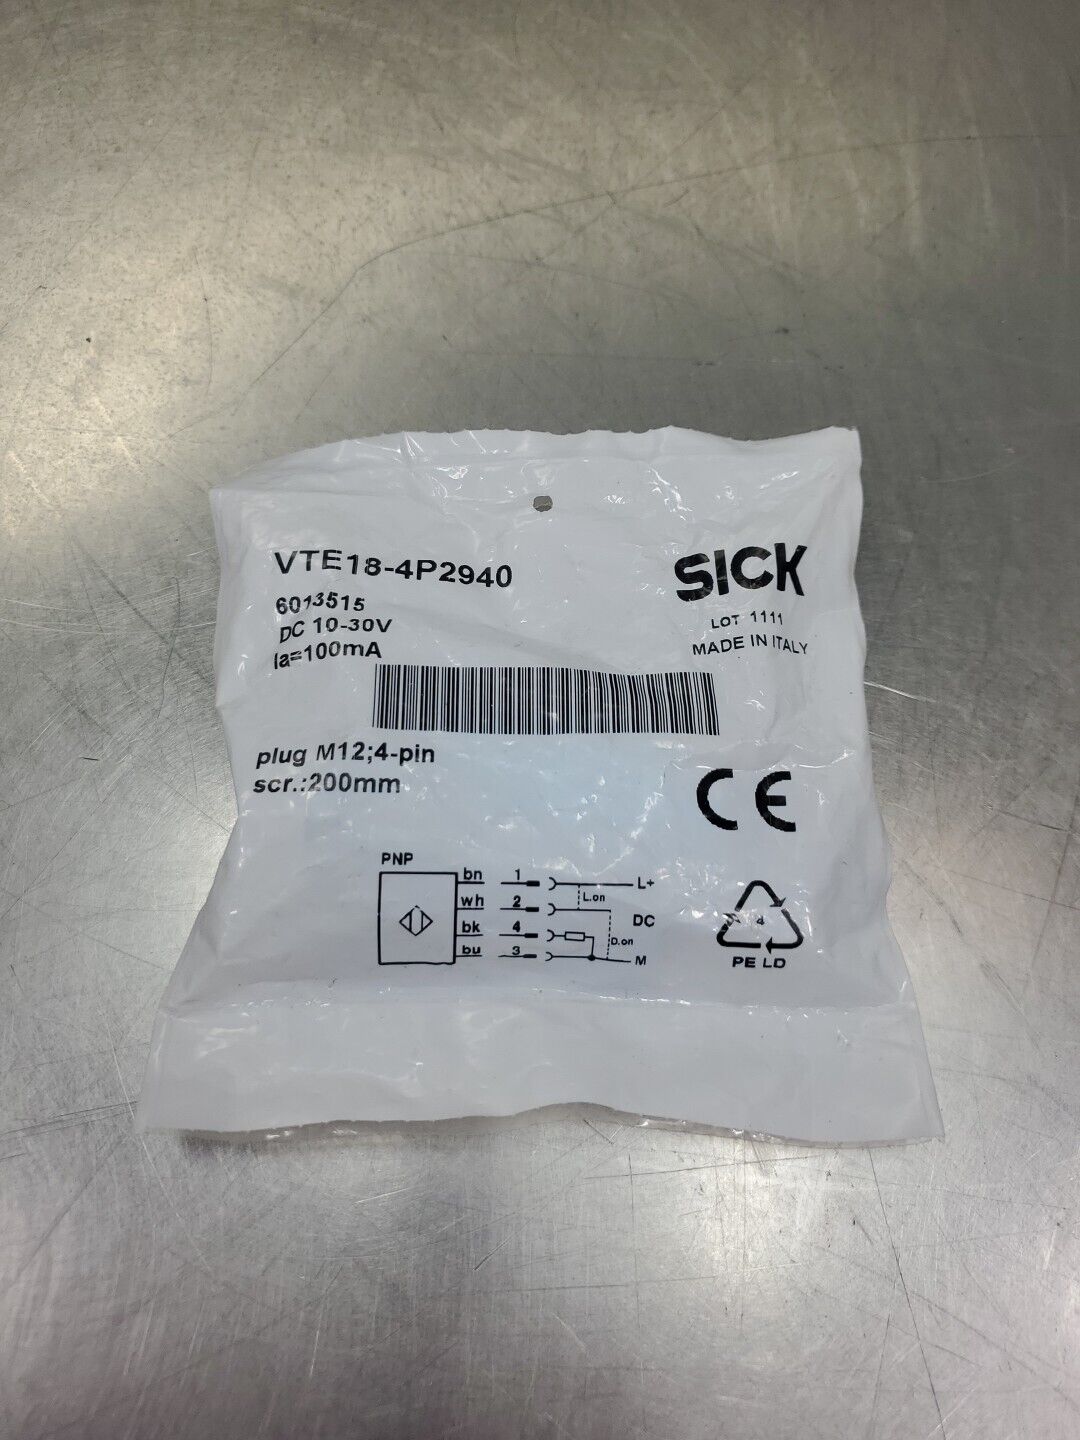 VTE18-4P2940
6013515
DC 10-30V
Ia=100mA
SICK
LOT 1111
MADE IN ITALY
plug M12;4-pin
scr.:200mm
CE
PNP
bn 1 L+
L.on
wh 2 DC
bk 4
D.on
bu 3 M
4
PE LD